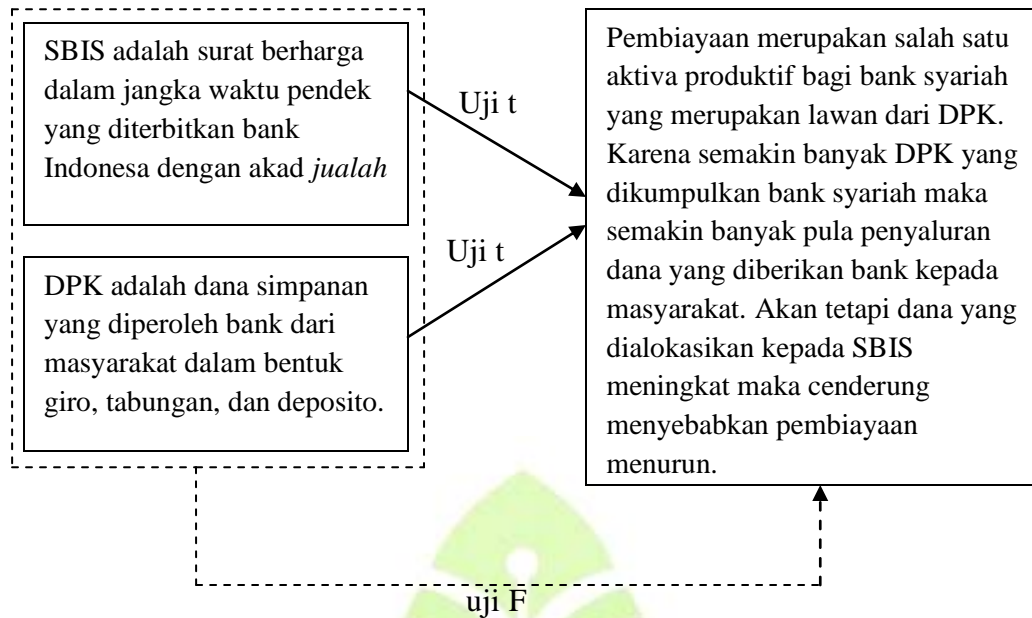 SBIS adalah surat berharga
dalam jangka waktu pendek
yang diterbitkan bank
Indonesa dengan akad jualah
Uji t
Uji t
DPK adalah dana simpanan
yang diperoleh bank dari
masyarakat dalam bentuk
giro, tabungan, dan deposito.
Pembiayaan merupakan salah satu
aktiva produktif bagi bank syariah
yang merupakan lawan dari DPK.
Karena semakin banyak DPK yang
dikumpulkan bank syariah maka
semakin banyak pula penyaluran
dana yang diberikan bank kepada
masyarakat. Akan tetapi dana yang
dialokasikan kepada SBIS
meningkat maka cenderung
menyebabkan pembiayaan
menurun.
uji F